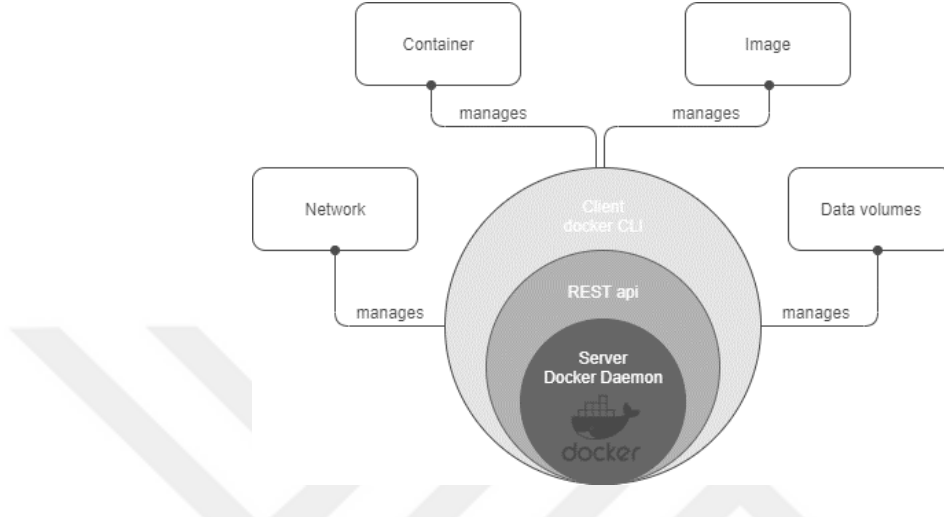 Container
Image
manages
manages
Network
Data volumes
Client
docker CLI
REST api
manages
manages
Server
Docker Daemon
docker